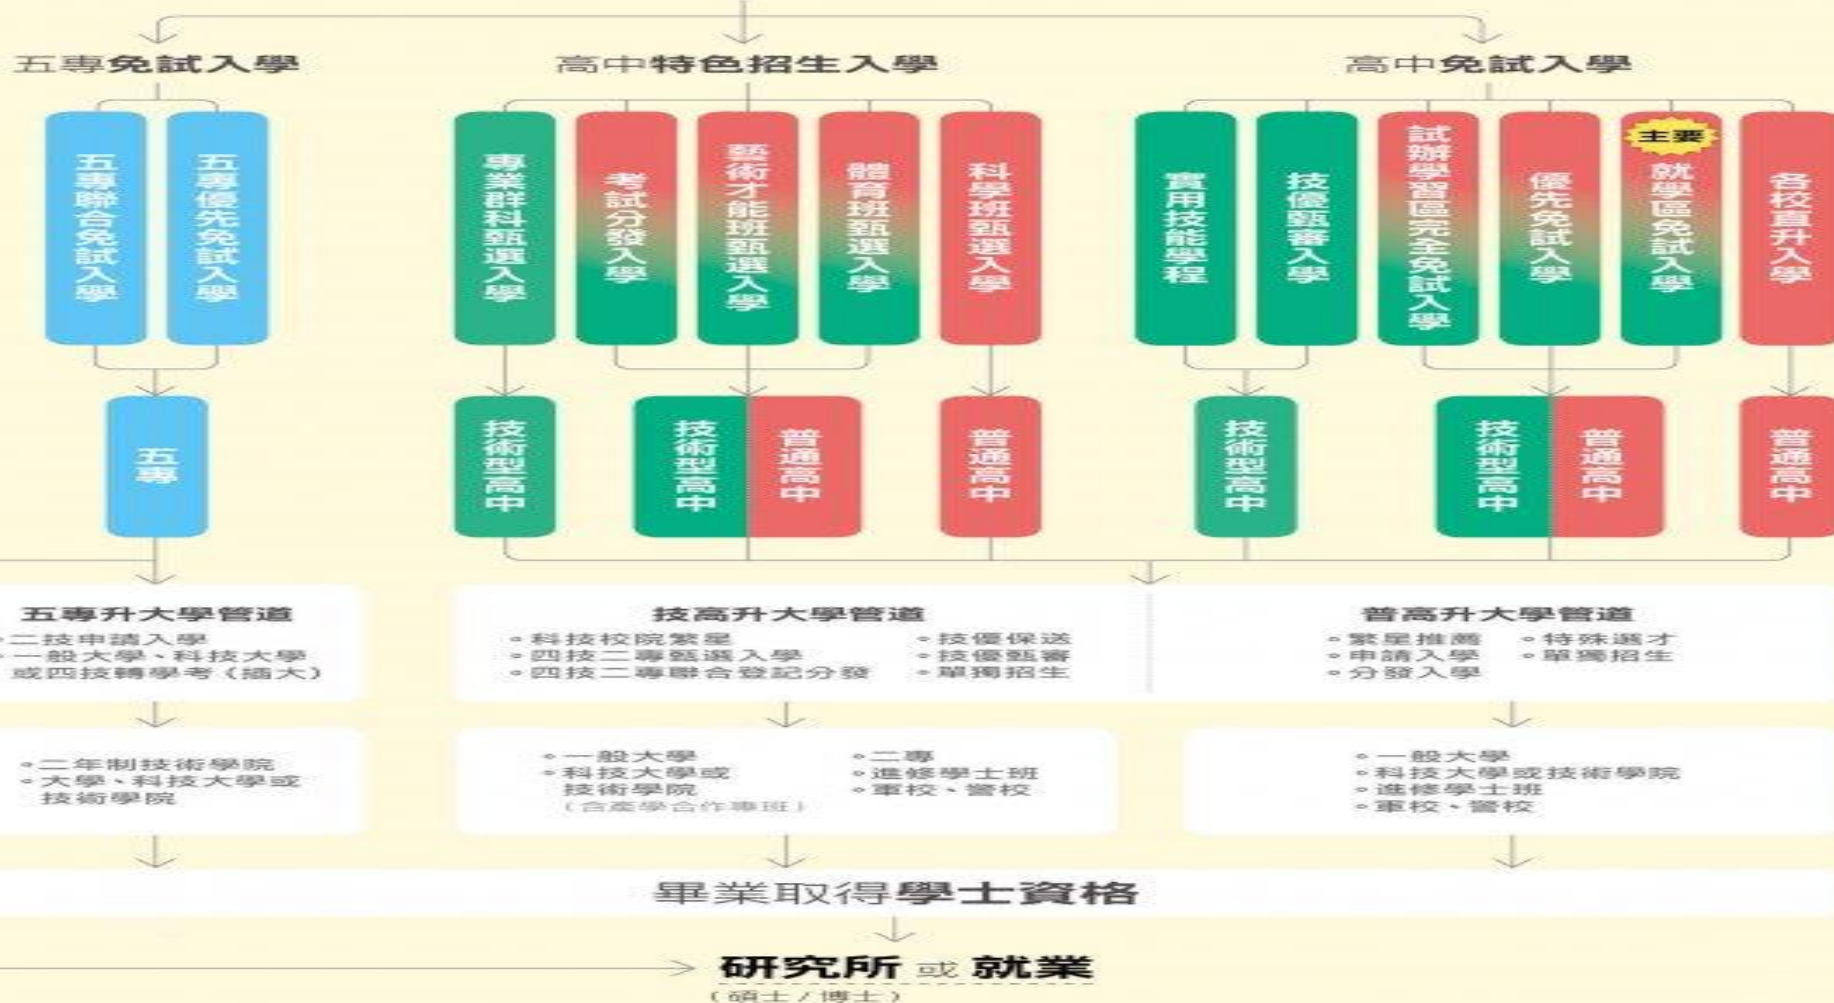 五專免試入學
高中特色招生入學
高中免試入學
五專聯合免試入學
五專優先免試入學
專業群科甄選入學
考試分發入學
藝術才能班甄選入學
體育班甄選入學
科學班甄選入學
實用技能學程
技優甄審入學
試辦學習區完全免試入學
優先免試入學
主要
就學區免試入學
各校直升入學
五專
技術型高中
技術型高中
普通高中
普通高中
技術型高中
技術型高中
普通高中
普通高中
五專升大學管道
二技申請入學
一般大學、科技大學
或四技轉學考(插大)
技高升大學管道
科技校院繁星
四技二專甄選入學
四技二專聯合登記分發
技優保送
技優甄審
單獨招生
普高升大學管道
繁星推薦
申請入學
分發入學
特殊選才
單獨招生
二年制技術學院
大學、科技大學或
技術學院
一般大學
科技大學或
技術學院
(含產學合作專班)
二專
進修學士班
軍校、警校
一般大學
科技大學或技術學院
進修學士班
軍校、警校
畢業取得學士資格
研究所 或 就業
(碩士/博士)